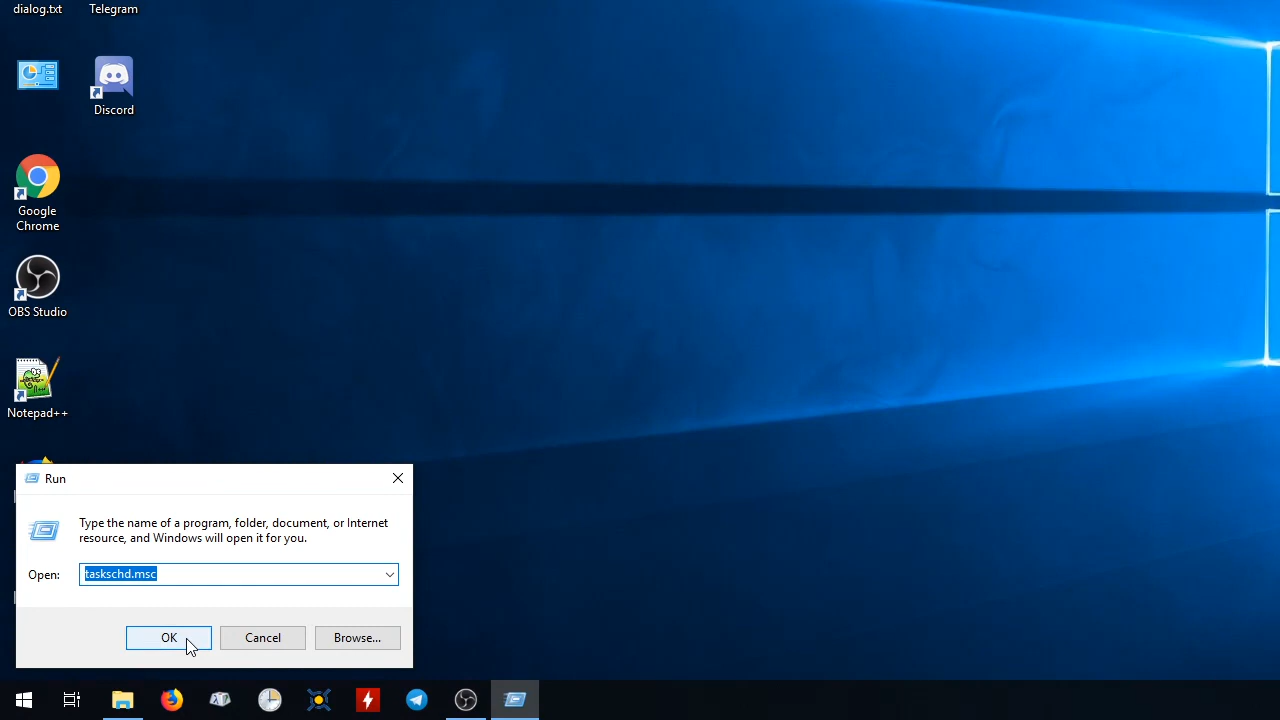 dialog.txt
Telegram
Discord
Google
Chrome
OBS Studio
Notepad++
Run
Type the name of a program, folder, document, or Internet
resource, and Windows will open it for you.
Open:
taskschd.msc
OK
Cancel
Browse...